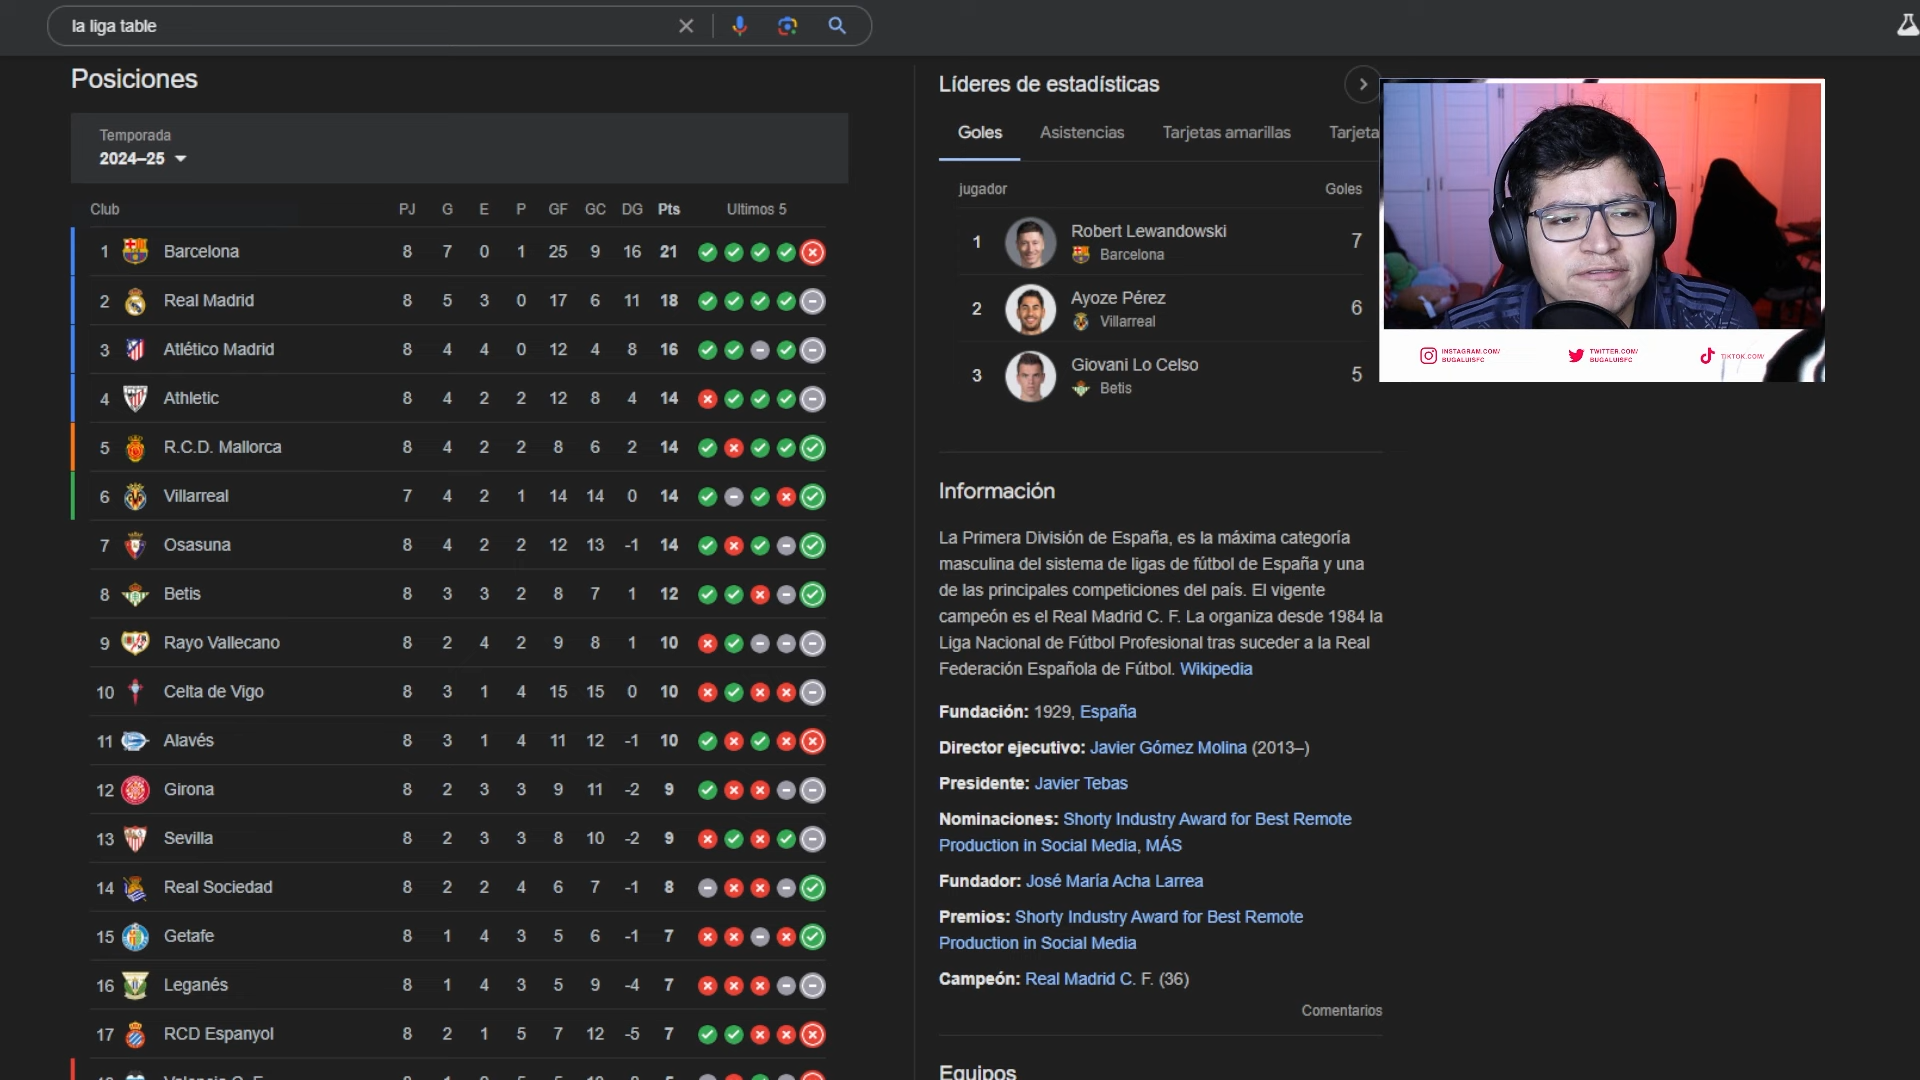 la liga table
Posiciones
Temporada
2024–25
Club PJ G E P GF GC DG Pts Ultimos 5
1 Barcelona 8 7 0 1 25 9 16 21
2 Real Madrid 8 5 3 0 17 6 11 18
3 Atlético Madrid 8 4 4 0 12 4 8 16
4 Athletic 8 4 2 2 12 8 4 14
5 R.C.D. Mallorca 8 4 2 2 8 6 2 14
6 Villarreal 7 4 2 1 14 14 0 14
7 Osasuna 8 4 2 2 12 13 -1 14
8 Betis 8 3 3 2 8 7 1 12
9 Rayo Vallecano 8 2 4 2 9 8 1 10
10 Celta de Vigo 8 3 1 4 15 15 0 10
11 Alavés 8 3 1 4 11 12 -1 10
12 Girona 8 2 3 3 9 11 -2 9
13 Sevilla 8 2 3 3 8 10 -2 9
14 Real Sociedad 8 2 2 4 6 7 -1 8
15 Getafe 8 1 4 3 5 6 -1 7
16 Leganés 8 1 4 3 5 9 -4 7
17 RCD Espanyol 8 2 1 5 7 12 -5 7
Líderes de estadísticas
Goles Asistencias Tarjetas amarillas Tarjeta
jugador Goles
1 Robert Lewandowski 7
Barcelona
2 Ayoze Pérez 6
Villarreal
3 Giovani Lo Celso 5
Betis
Información
La Primera División de España, es la máxima categoría
masculina del sistema de ligas de fútbol de España y una
de las principales competiciones del país. El vigente
campeón es el Real Madrid C. F. La organiza desde 1984 la
Liga Nacional de Fútbol Profesional tras suceder a la Real
Federación Española de Fútbol. Wikipedia
Fundación: 1929, España
Director ejecutivo: Javier Gómez Molina (2013–)
Presidente: Javier Tebas
Nominaciones: Shorty Industry Award for Best Remote
Production in Social Media, MÁS
Fundador: José María Acha Larrea
Premios: Shorty Industry Award for Best Remote
Production in Social Media
Campeón: Real Madrid C. F. (36)
Comentarios
Equipos
INSTAGRAM.COM/
BUGALUISFC
TWITTER.COM/
BUGALUISFC
TIKTOK.COM/